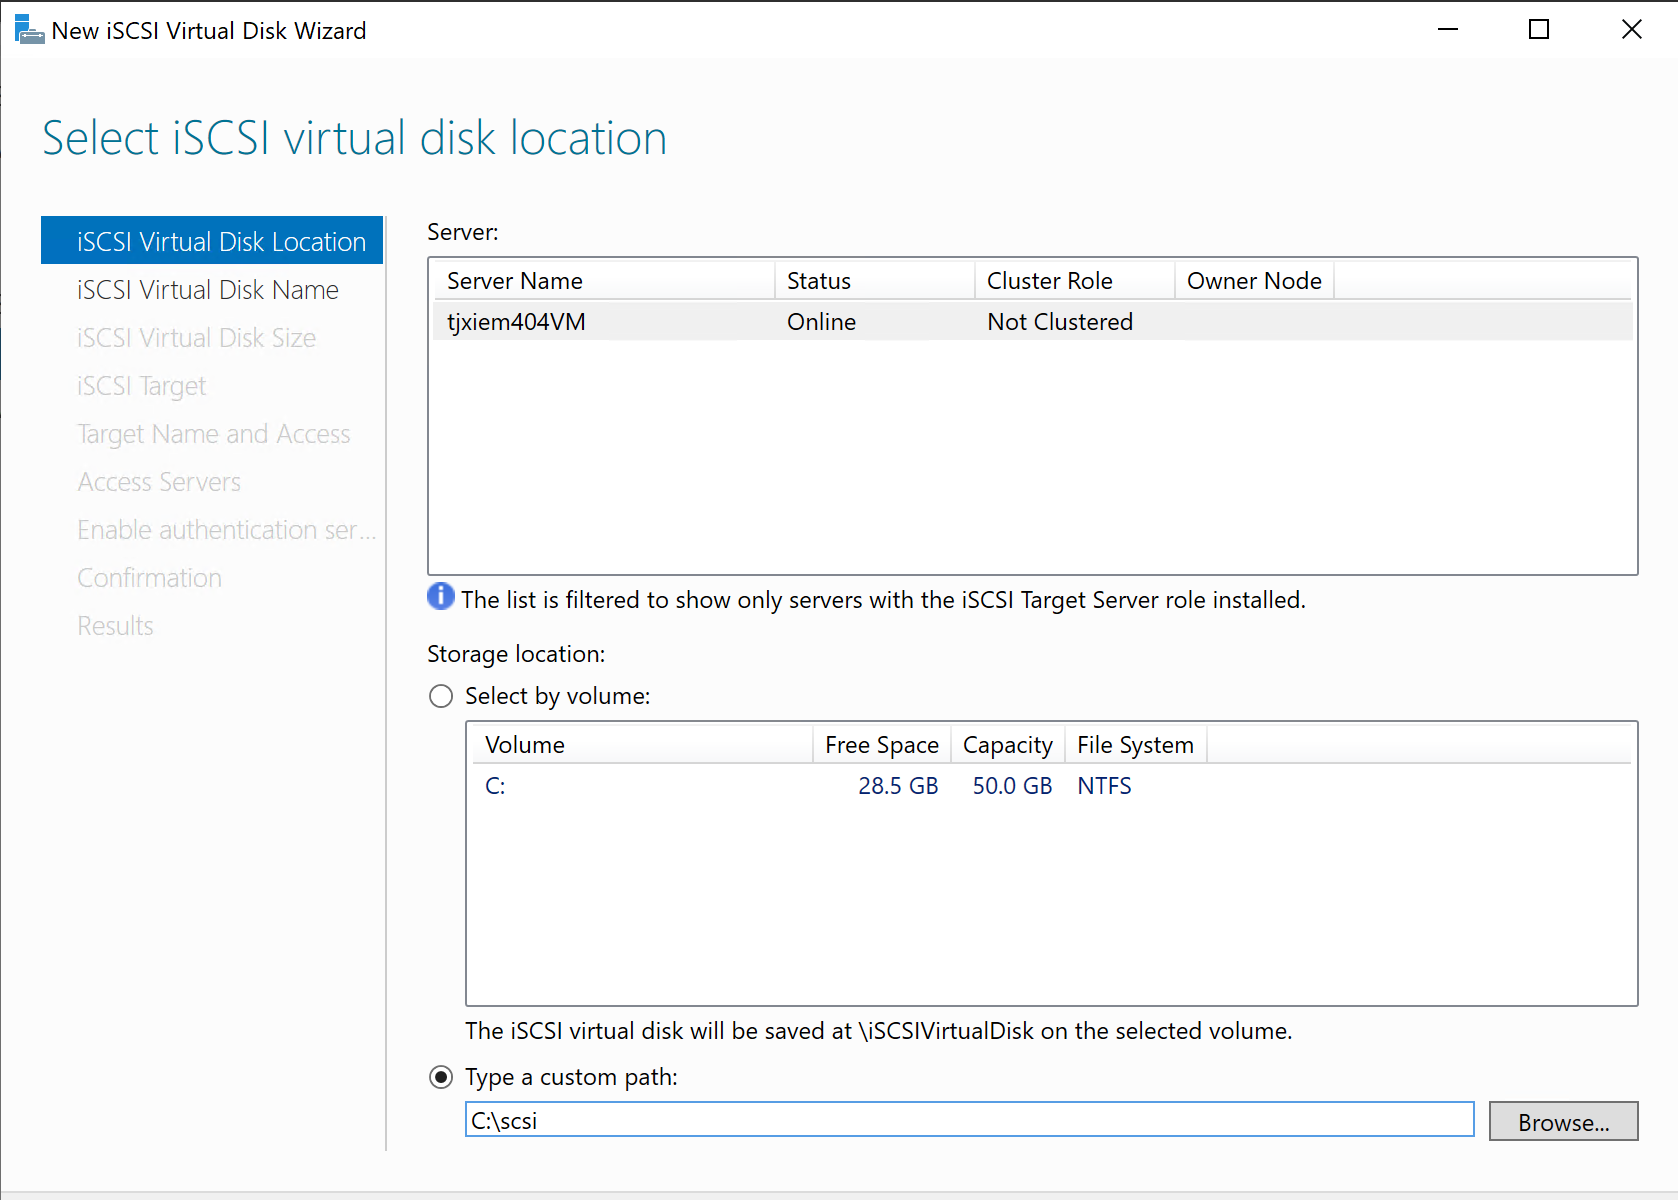 New iSCSI Virtual Disk Wizard
Select iSCSI virtual disk location
iSCSI Virtual Disk Location
iSCSI Virtual Disk Name
iSCSI Virtual Disk Size
iSCSI Target
Target Name and Access
Access Servers
Enable authentication ser...
Confirmation
Results
Server:
Server Name Status Cluster Role Owner Node
tjxiem404VM Online Not Clustered
The list is filtered to show only servers with the iSCSI Target Server role installed.
Storage location:
Select by volume:
Volume Free Space Capacity File System
C: 28.5 GB 50.0 GB NTFS
The iSCSI virtual disk will be saved at \iSCSIVirtualDisk on the selected volume.
Type a custom path:
C:\scsi Browse...